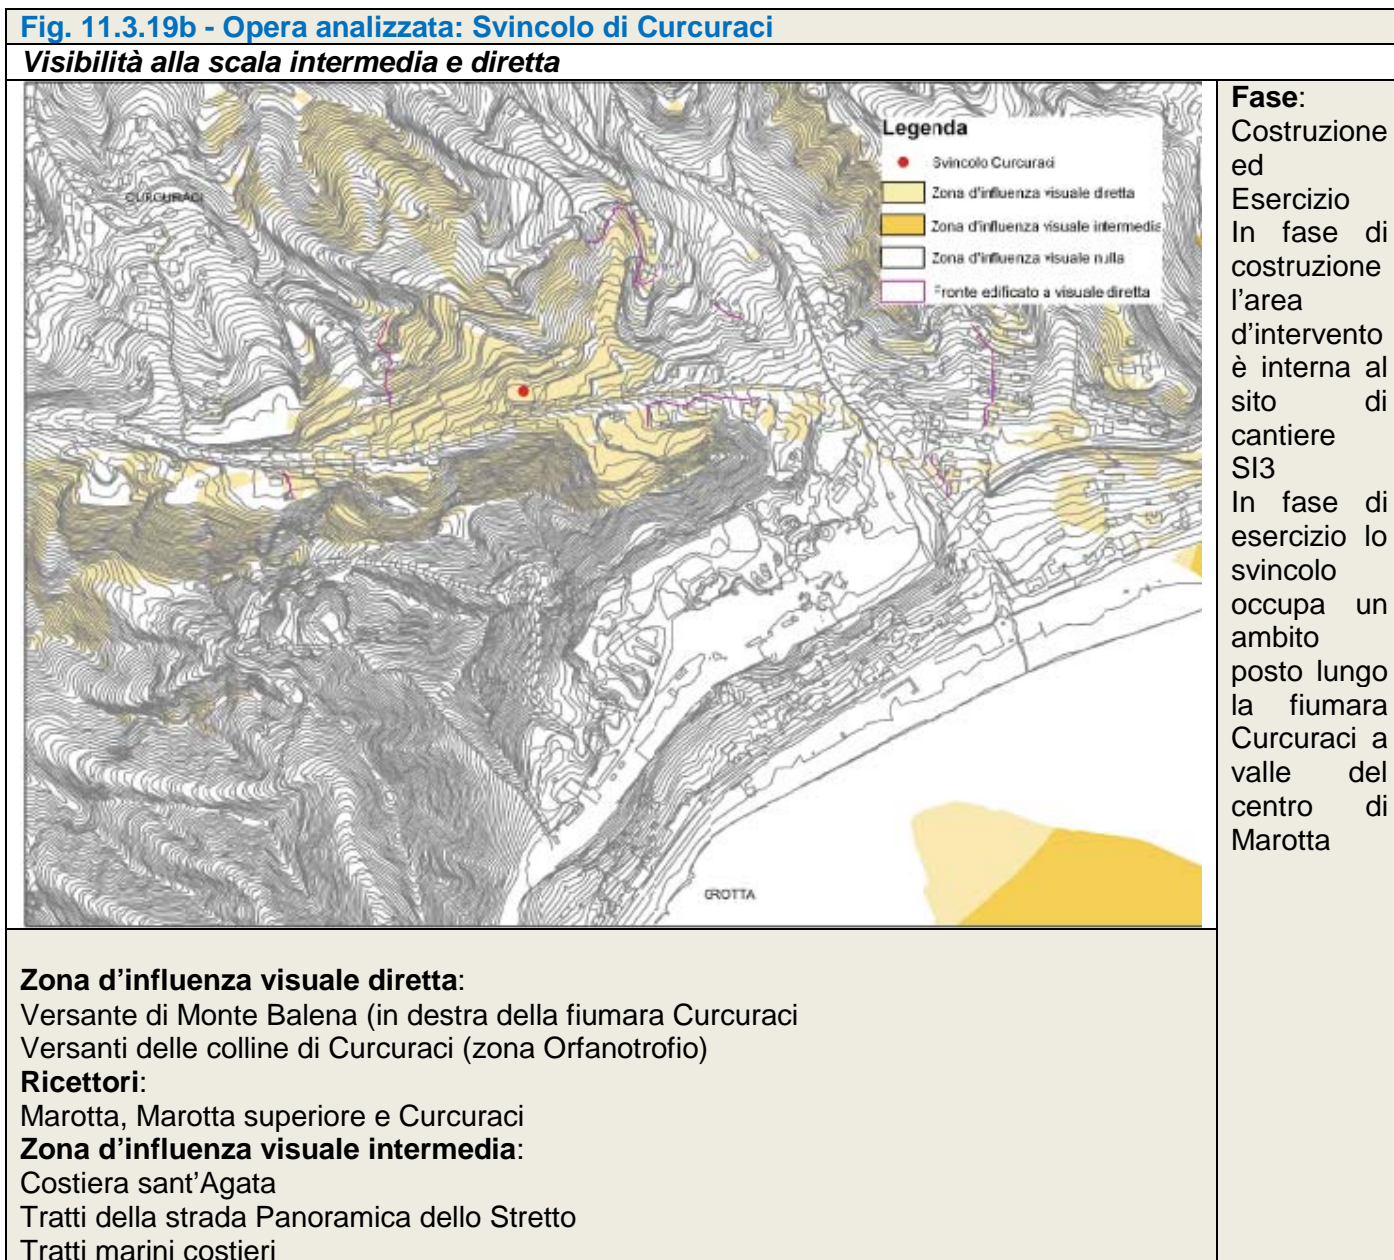 Fig. 11.3.19b - Opera analizzata: Svincolo di Curcuraci
Visibilità alla scala intermedia e diretta
CURCURACI
Legenda
Svincolo Curcuraci
Zona d'influenza visuale diretta
Zona d'influenza visuale intermedia
Zona d'influenza visuale nulla
Fronte edificato a visuale diretta
GROTTA
Fase:
Costruzione
ed
Esercizio
In fase di
costruzione
l'area
d'intervento
è interna al
sito di
cantiere
SI3
In fase di
esercizio lo
svincolo
occupa un
ambito
posto lungo
la fiumara
Curcuraci a
valle del
centro di
Marotta
Zona d'influenza visuale diretta:
Versante di Monte Balena (in destra della fiumara Curcuraci
Versanti delle colline di Curcuraci (zona Orfanotrofio)
Ricettori:
Marotta, Marotta superiore e Curcuraci
Zona d'influenza visuale intermedia:
Costiera sant'Agata
Tratti della strada Panoramica dello Stretto
Tratti marini costieri